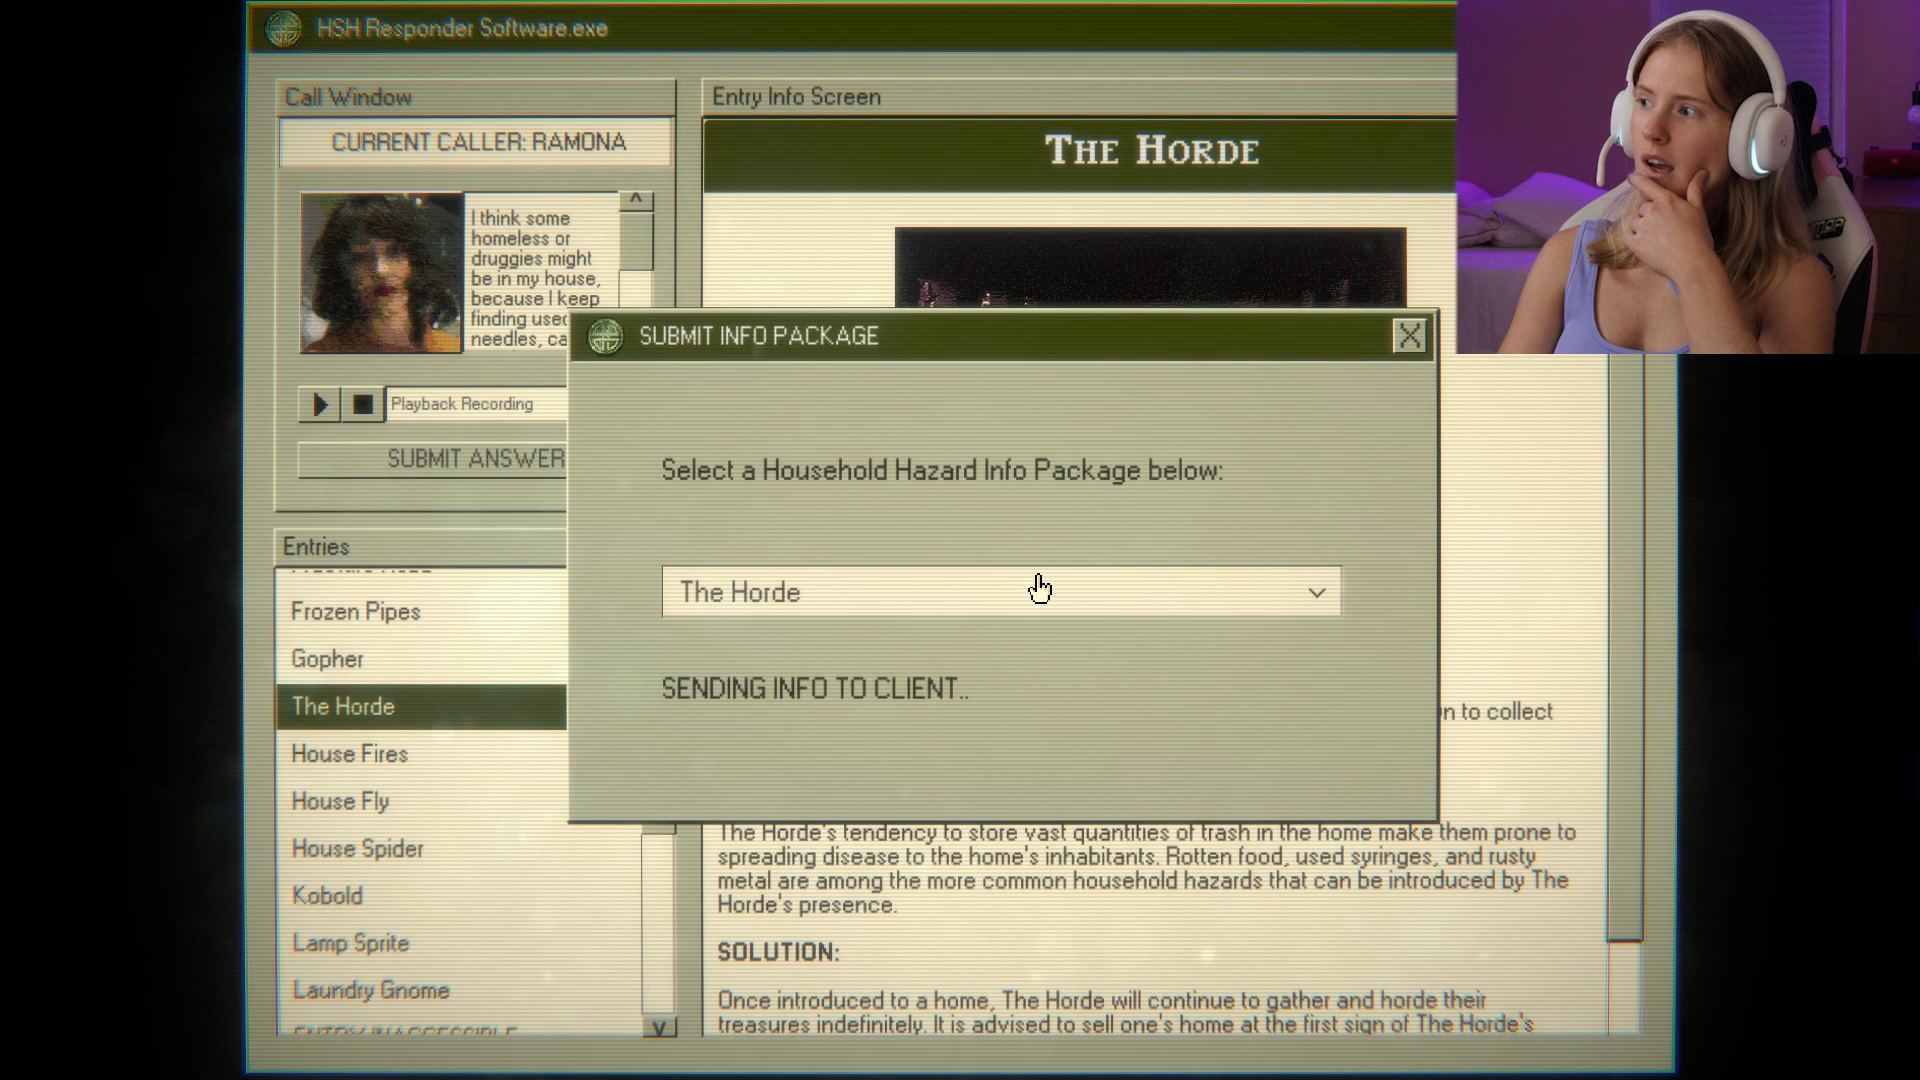 HSH Responder Software.exe
Call Window
CURRENT CALLER: RAMONA
I think some
homeless or
druggies might
be in my house,
because I keep
finding used
needles, ca
Playback Recording
SUBMIT ANSWER
Entries
Frozen Pipes
Gopher
The Horde
House Fires
House Fly
House Spider
Kobold
Lamp Sprite
Laundry Gnome
ENTRY INACCESSIBLE
Entry Info Screen
THE HORDE
SUBMIT INFO PACKAGE
Select a Household Hazard Info Package below:
The Horde
SENDING INFO TO CLIENT..
n to collect
The Horde's tendency to store vast quantities of trash in the home make them prone to
spreading disease to the home's inhabitants. Rotten food, used syringes, and rusty
metal are among the more common household hazards that can be introduced by The
Horde's presence.
SOLUTION:
Once introduced to a home, The Horde will continue to gather and horde their
treasures indefinitely. It is advised to sell one's home at the first sign of The Horde's